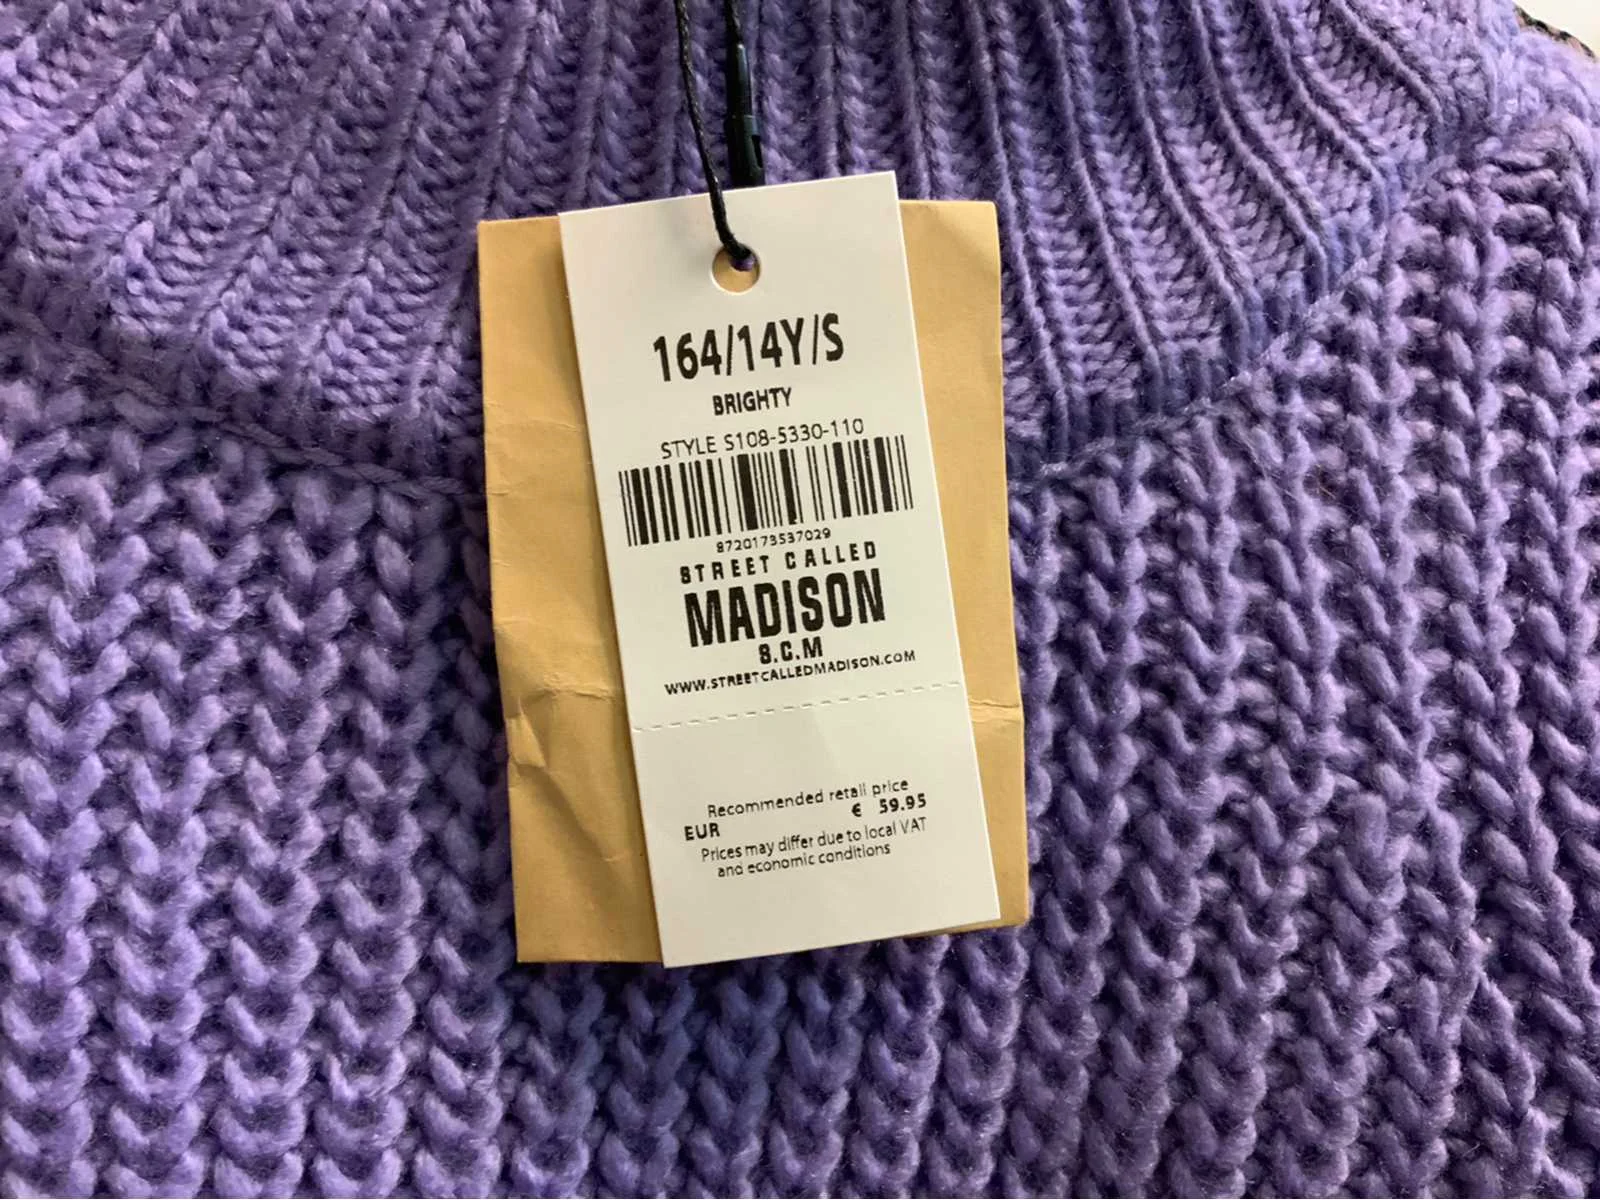 164/14Y/S
BRIGHTY
STYLE S108-5330-110
8720173537029
STREET CALLED
MADISON
S.C.M
WWW.STREETCALLEDMADISON.COM
Recommended retail price
EUR € 59.95
Prices may differ due to local VAT
and economic conditions